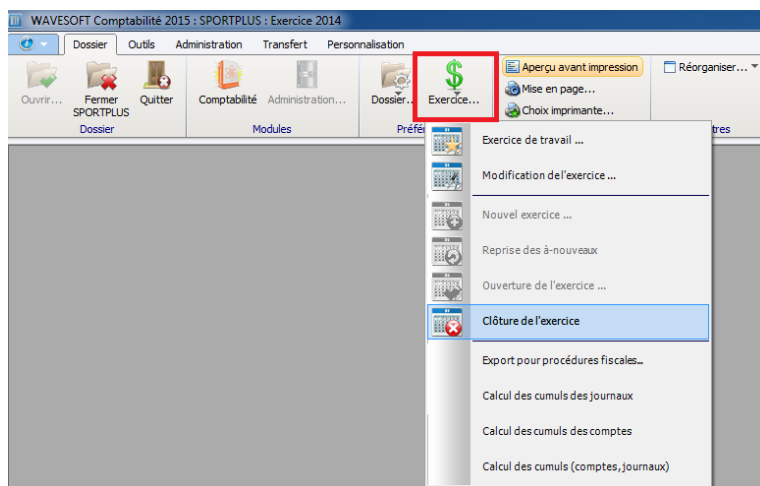 WAVESOFT Comptabilité 2015 : SPORTPLUS : Exercice 2014
Dossier Outils Administration Transfert Personnalisation
Ouvrir... Fermer SPORTPLUS Quitter Comptabilité Administration... Dossier... Exercice...
Aperçu avant impression
Mise en page...
Choix imprimante...
Réorganiser...
Dossier Modules Préfé tres
Exercice de travail ...
Modification de l'exercice ...
Nouvel exercice ...
Reprise des à-nouveaux
Ouverture de l'exercice ...
Clôture de l'exercice
Export pour procédures fiscales...
Calcul des cumuls des journaux
Calcul des cumuls des comptes
Calcul des cumuls (comptes, journaux)